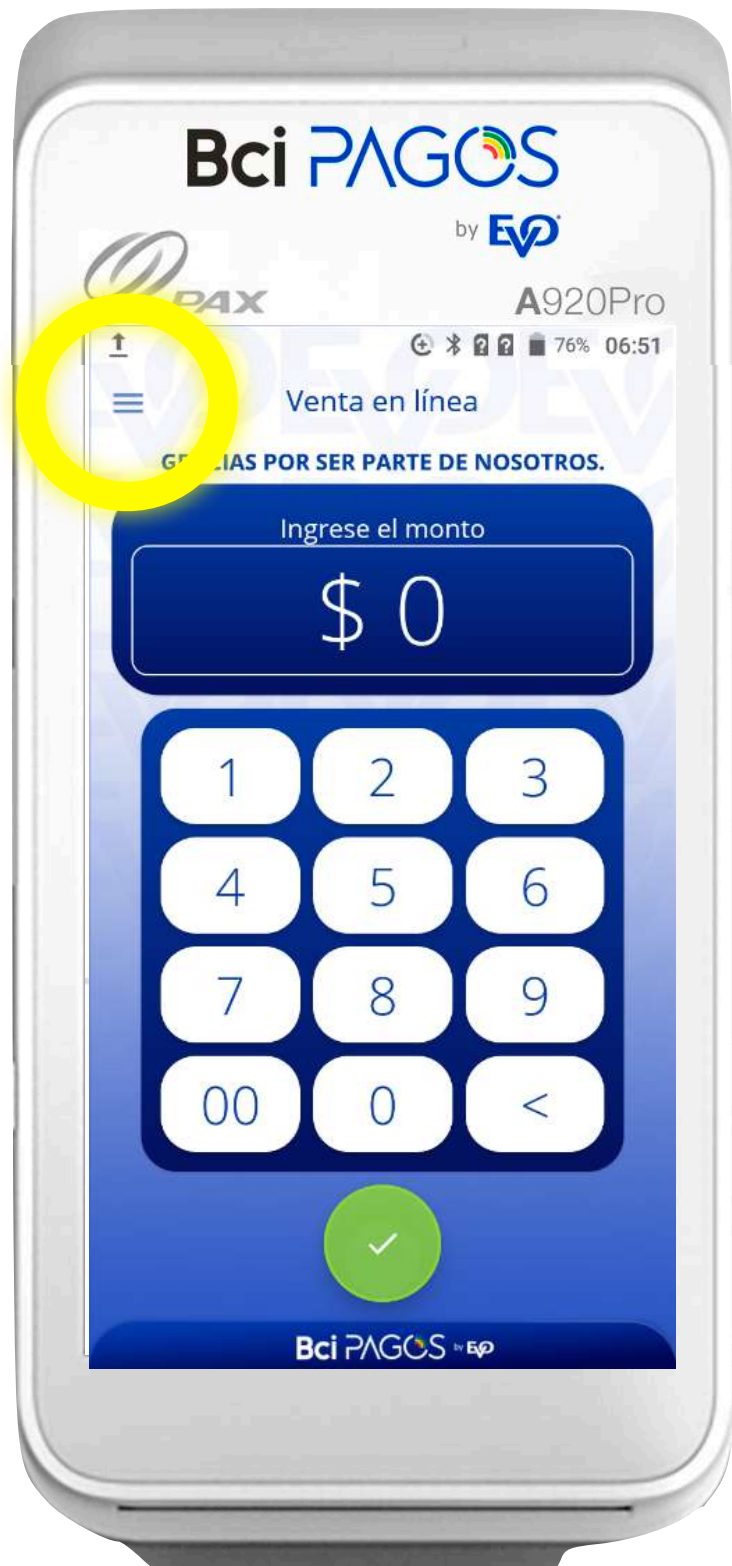 Bci PAGOS
by EVO
PAX
A920Pro
76% 06:51
Venta en línea
GRACIAS POR SER PARTE DE NOSOTROS.
Ingrese el monto
$ 0
1 2 3
4 5 6
7 8 9
00 0 <
Bci PAGOS by EVO